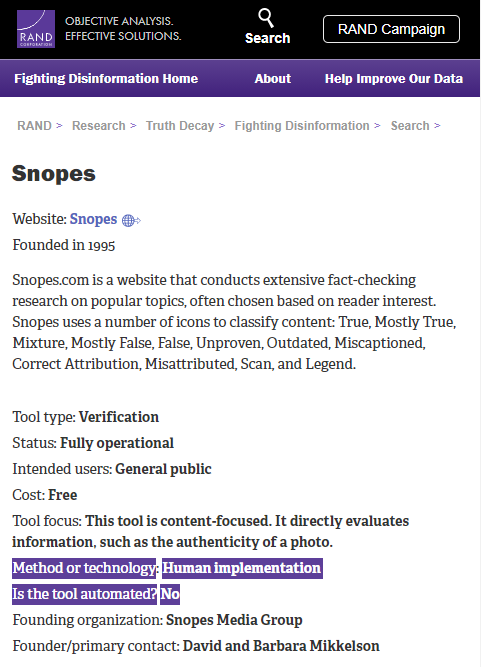 RAND
CORPORATION
OBJECTIVE ANALYSIS.
EFFECTIVE SOLUTIONS.
Search
RAND Campaign
Fighting Disinformation Home
About
Help Improve Our Data
RAND > Research > Truth Decay > Fighting Disinformation > Search >
Snopes
Website: Snopes
Founded in 1995
Snopes.com is a website that conducts extensive fact-checking
research on popular topics, often chosen based on reader interest.
Snopes uses a number of icons to classify content: True, Mostly True,
Mixture, Mostly False, False, Unproven, Outdated, Miscaptioned,
Correct Attribution, Misattributed, Scan, and Legend.
Tool type: Verification
Status: Fully operational
Intended users: General public
Cost: Free
Tool focus: This tool is content-focused. It directly evaluates
information, such as the authenticity of a photo.
Method or technology: Human implementation
Is the tool automated? No
Founding organization: Snopes Media Group
Founder/primary contact: David and Barbara Mikkelson